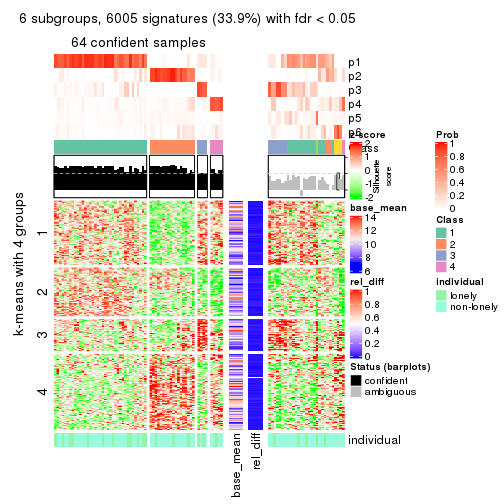 6 subgroups, 6005 signatures (33.9%) with fdr < 0.05
64 confident samples
p1
p2
p3
p4
p5
p6
Class
Silhouette
score
k-means with 4 groups
1
2
3
4
individual
base_mean
rel_diff
z-score
2
1
0
-1
-2
base_mean
14
12
10
8
6
rel_diff
1
0.8
0.6
0.4
0.2
0
Status (barplots)
confident
ambiguous
Prob
1
0.8
0.6
0.4
0.2
0
Class
1
2
3
4
individual
lonely
non-lonely